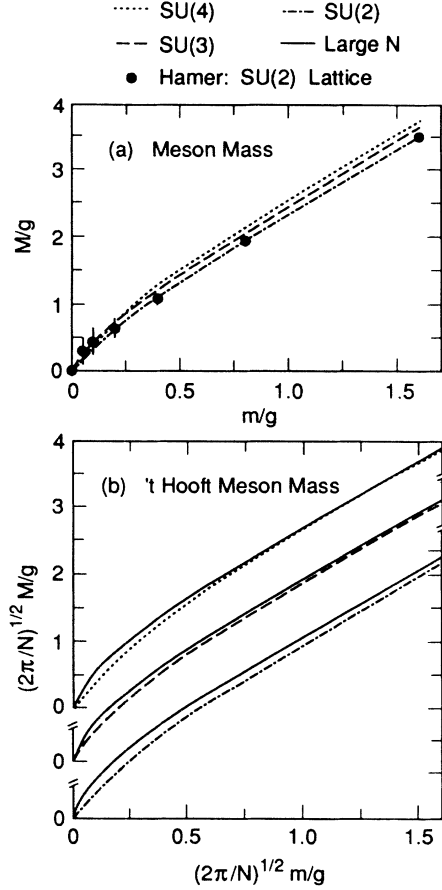 SU(4) SU(2)
SU(3) Large N
Hamer: SU(2) Lattice
4
(a) Meson Mass
3
M/g
2
1
0
0 0.5 1.0 1.5
m/g
4
(b) 't Hooft Meson Mass
3
2
(2π/N)^1/2 M/g
1
0
0
0
0 0.5 1.0 1.5
(2π/N)^1/2 m/g